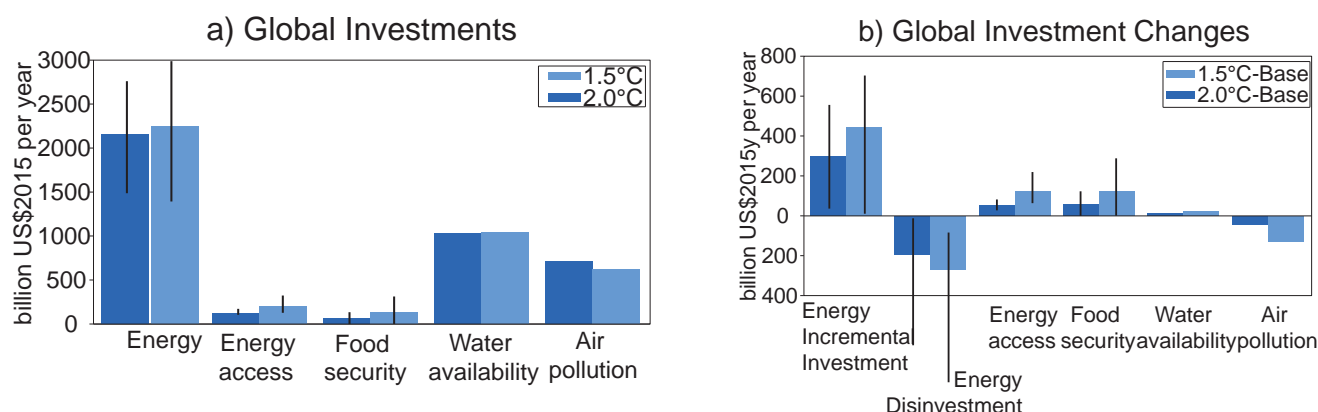 a) Global Investments
billion US$2015 per year
3000
2500
2000
1500
1000
500
0
1.5°C
2.0°C
Energy
Energy
access
Food
security
Water
availability
Air
pollution
b) Global Investment Changes
billion US$2015y per year
800
600
400
200
0
200
400
1.5°C-Base
2.0°C-Base
Energy
Incremental
Investment
Energy
Disinvestment
Energy
access
Food
security
Water
availability
Air
pollution